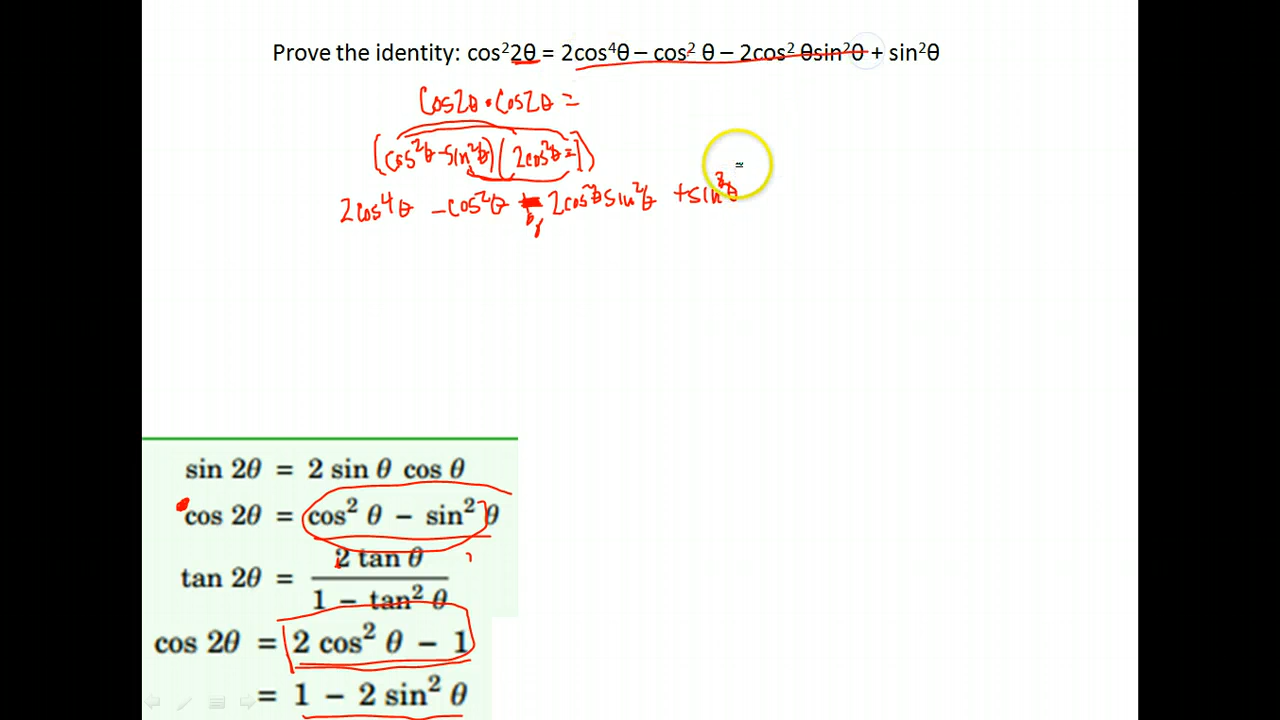 Prove the identity: cos²2θ = 2cos⁴θ – cos² θ – 2cos² θsin²θ + sin²θ
cos2θ • cos2θ =
(cos²θ-sin²θ)(2cos²θ-1)
2cos⁴θ - cos²θ - 2cos²θsin²θ + sin²θ
sin 2θ = 2 sin θ cos θ
cos 2θ = cos² θ − sin² θ
tan 2θ = 2 tan θ / 1 − tan² θ
cos 2θ = 2 cos² θ − 1
= 1 − 2 sin² θ